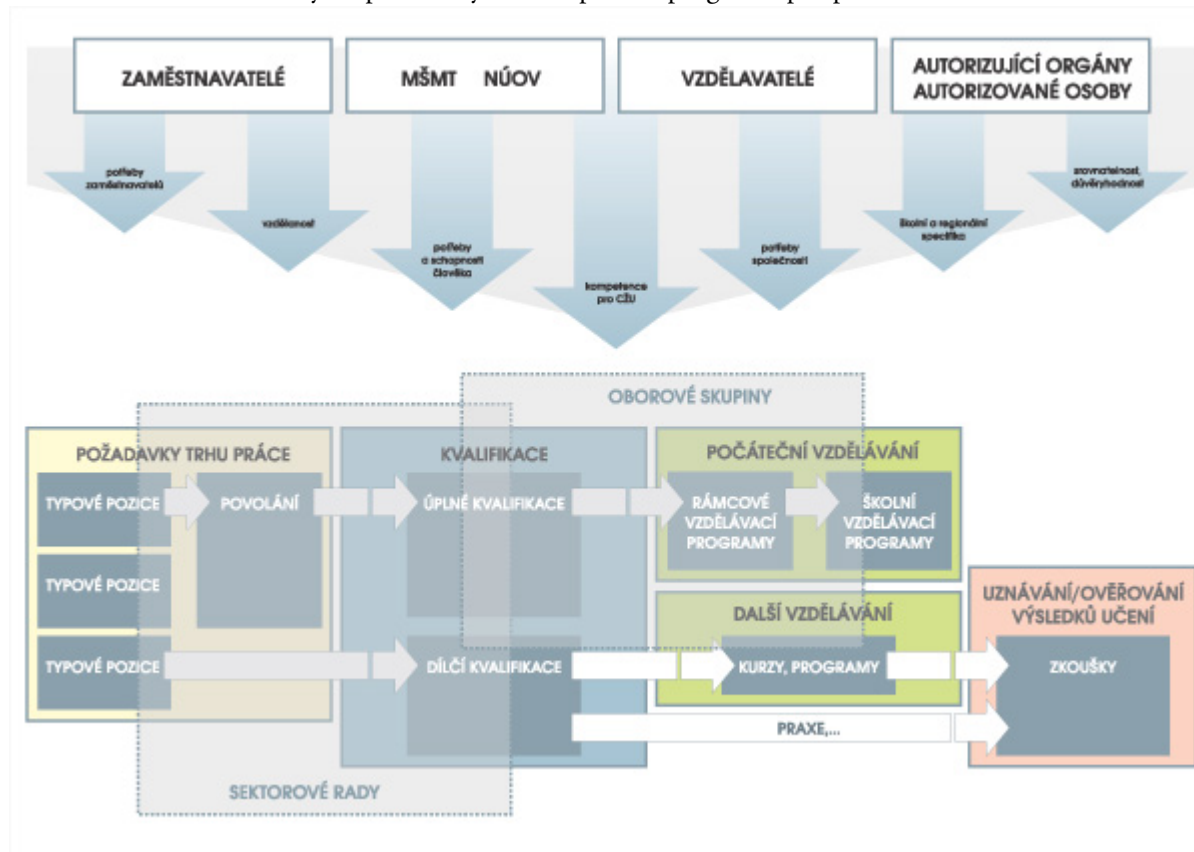 ZAMĚSTNAVATELÉ
MŠMT NÚOV
VZDĚLAVATELÉ
AUTORIZUJÍCÍ ORGÁNY
AUTORIZOVANÉ OSOBY
potřeby
zaměstnavatelů
vzdělanost
potřeby
a schopnosti
člověka
kompetence
pro CŽU
potřeby
společnosti
školní a regionální
specifika
srovnatelnost,
důvěryhodnost
OBOROVÉ SKUPINY
POŽADAVKY TRHU PRÁCE
KVALIFIKACE
POČÁTEČNÍ VZDĚLÁVÁNÍ
TYPOVÉ POZICE
POVOLÁNÍ
ÚPLNÉ KVALIFIKACE
RÁMCOVÉ
VZDĚLÁVACÍ
PROGRAMY
ŠKOLNÍ
VZDĚLÁVACÍ
PROGRAMY
TYPOVÉ POZICE
DALŠÍ VZDĚLÁVÁNÍ
UZNÁVÁNÍ/OVĚŘOVÁNÍ
VÝSLEDKŮ UČENÍ
TYPOVÉ POZICE
DÍLČÍ KVALIFIKACE
KURZY, PROGRAMY
ZKOUŠKY
PRAXE,...
SEKTOROVÉ RADY